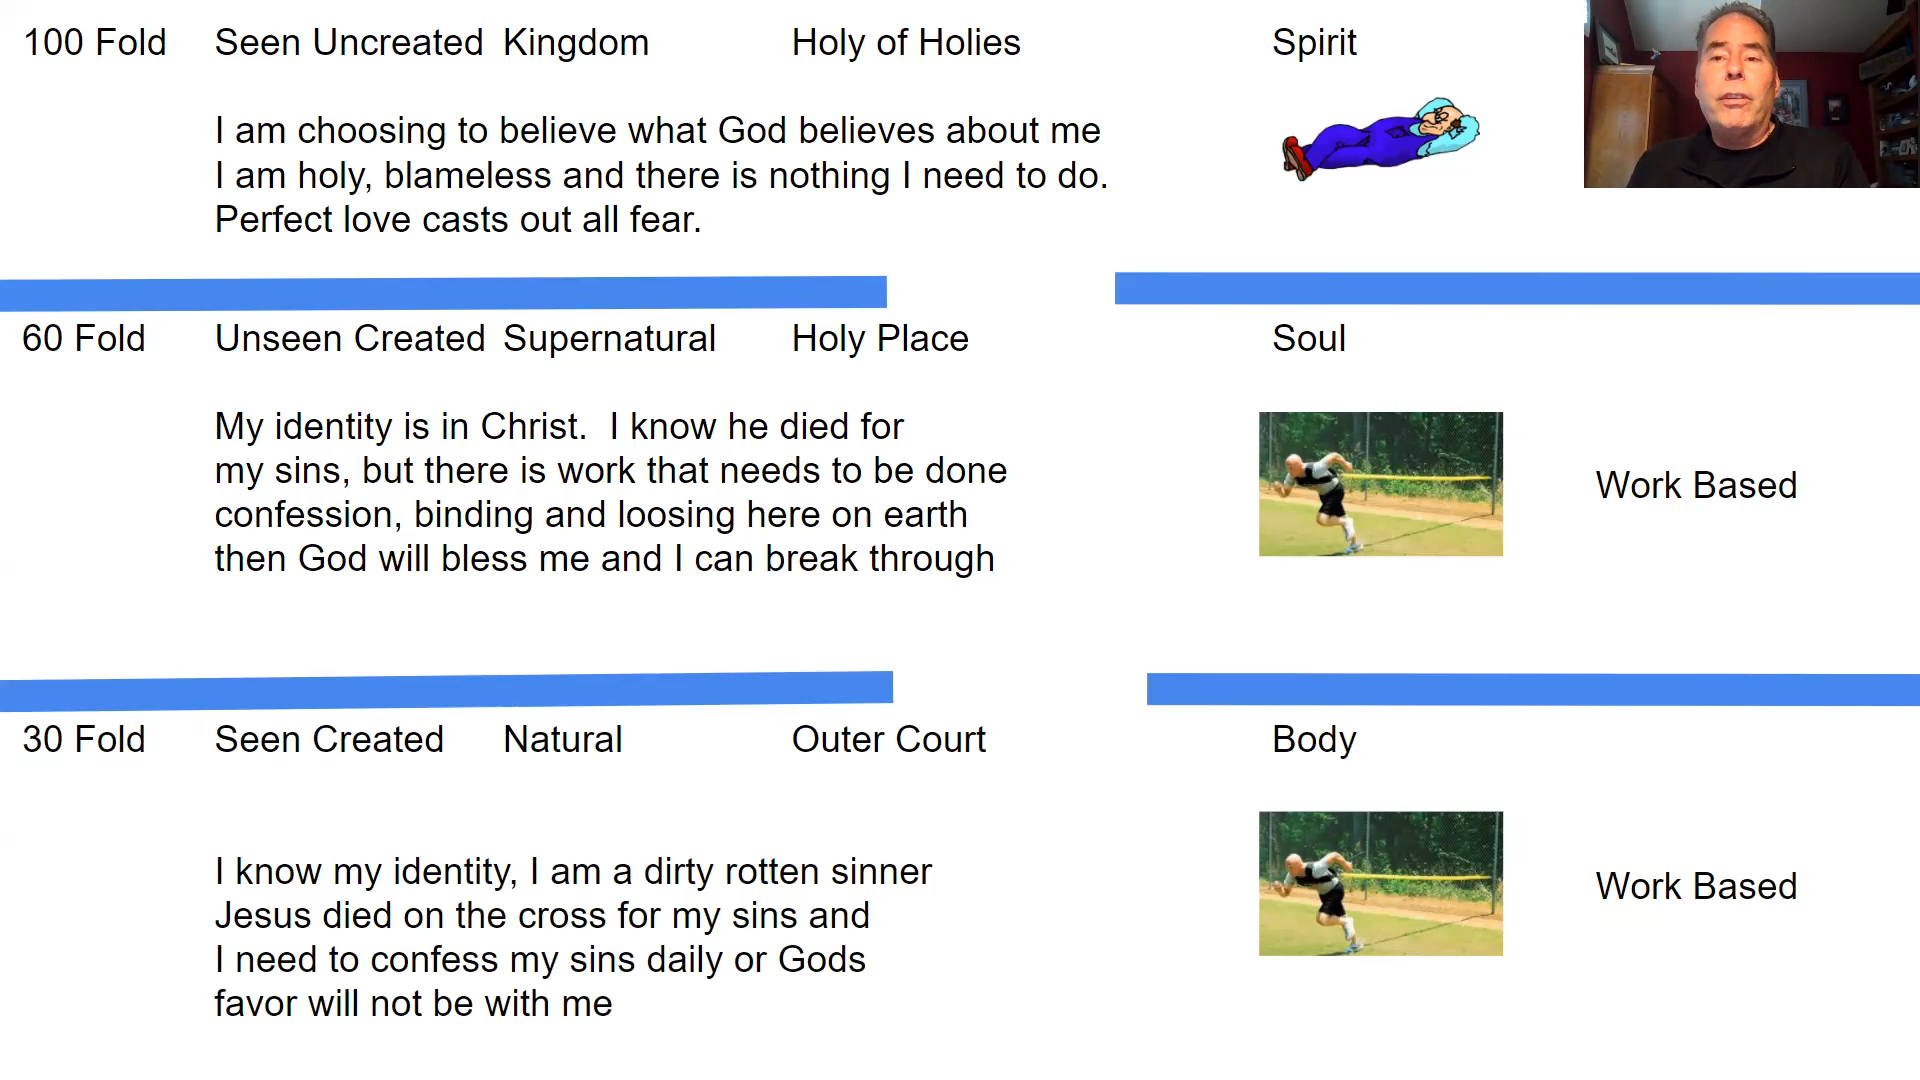 100 Fold Seen Uncreated Kingdom Holy of Holies Spirit
I am choosing to believe what God believes about me
I am holy, blameless and there is nothing I need to do.
Perfect love casts out all fear.
60 Fold Unseen Created Supernatural Holy Place Soul
My identity is in Christ. I know he died for
my sins, but there is work that needs to be done
Work Based
confession, binding and loosing here on earth
then God will bless me and I can break through
30 Fold Seen Created Natural Outer Court Body
I know my identity, I am a dirty rotten sinner
Work Based
Jesus died on the cross for my sins and
I need to confess my sins daily or Gods
favor will not be with me